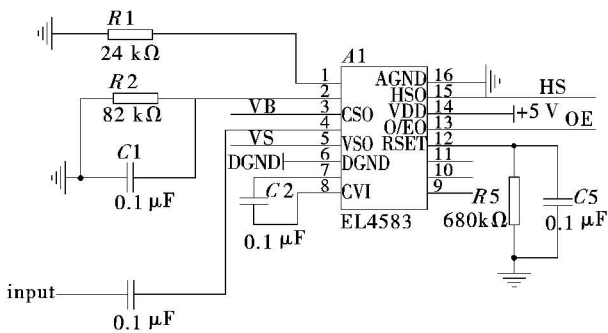 R1
24 kΩ
R2
82 kΩ
C1
0.1 μF
VB
VS
DGND
C2
0.1 μF
input
0.1 μF
A1
1
2
3
4
5
6
7
8
CSO
VSO
DGND
CVI
AGND
HSO
VDD
O/EO
RSET
16
15
14
13
12
11
10
9
EL4583
HS
+5 V
OE
R5
680kΩ
C5
0.1 μF